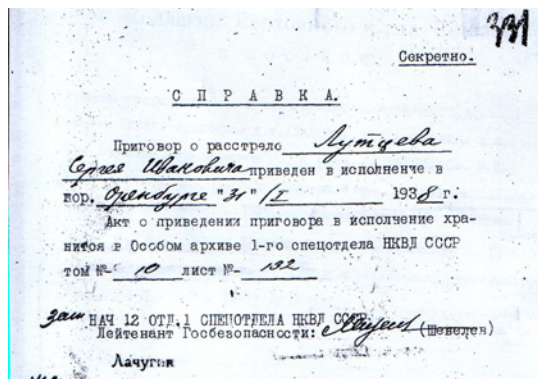 331
Секретно.
СПРАВКА.
Приговор о расстрело Лутцева
Сергея Ивановича приведен в исполненче в
гор. Оренбурге "31" / I 1938 г.
Акт о приведении приговора в исполнение хра-
нится в Особом архиве 1-го спецотдела НКВД СССР
том №- 10 лист №- 132
Зам НАЧ 12 ОТД.1 СПЕЦОТДЕЛА НКВД СССР
Лейтенант Госбезопасности: (Шевелев)
Лачугин